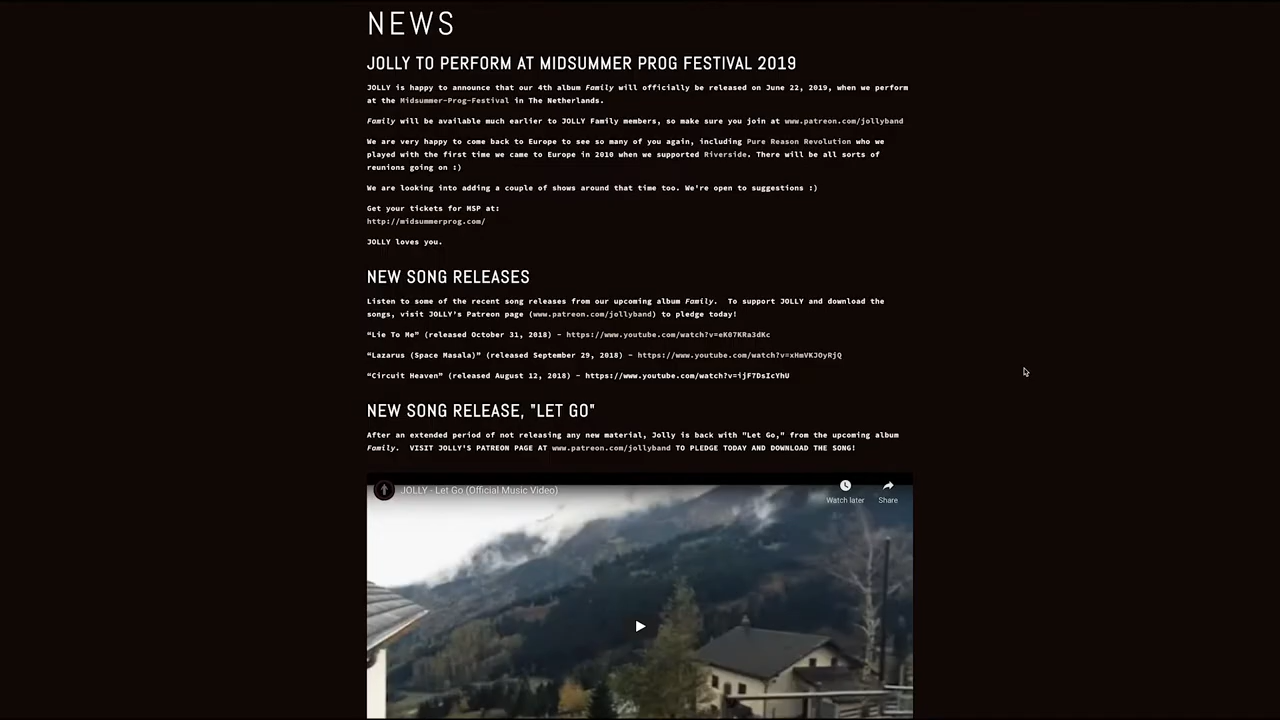 NEWS
JOLLY TO PERFORM AT MIDSUMMER PROG FESTIVAL 2019
JOLLY is happy to announce that our 4th album Family will officially be released on June 22, 2019, when we perform
at the Midsummer-Prog-Festival in The Netherlands.
Family will be available much earlier to JOLLY Family members, so make sure you join at www.patreon.com/jollyband
We are very happy to come back to Europe to see so many of you again, including Pure Reason Revolution who we
played with the first time we came to Europe in 2010 when we supported Riverside. There will be all sorts of
reunions going on :)
We are looking into adding a couple of shows around that time too. We're open to suggestions :)
Get your tickets for MSP at:
http://midsummerprog.com/
JOLLY loves you.
NEW SONG RELEASES
Listen to some of the recent song releases from our upcoming album Family.  To support JOLLY and download the
songs, visit JOLLY's Patreon page (www.patreon.com/jollyband) to pledge today!
“Lie To Me” (released October 31, 2018) – https://www.youtube.com/watch?v=eK07KRa3dKc
“Lazarus (Space Masala)” (released September 29, 2018) – https://www.youtube.com/watch?v=xHmVKJOyRjQ
“Circuit Heaven” (released August 12, 2018) – https://www.youtube.com/watch?v=ijF7DsIcYhU
NEW SONG RELEASE, "LET GO"
After an extended period of not releasing any new material, Jolly is back with "Let Go," from the upcoming album
Family.  VISIT JOLLY'S PATREON PAGE AT www.patreon.com/jollyband TO PLEDGE TODAY AND DOWNLOAD THE SONG!
JOLLY - Let Go (Official Music Video)
Watch later
Share